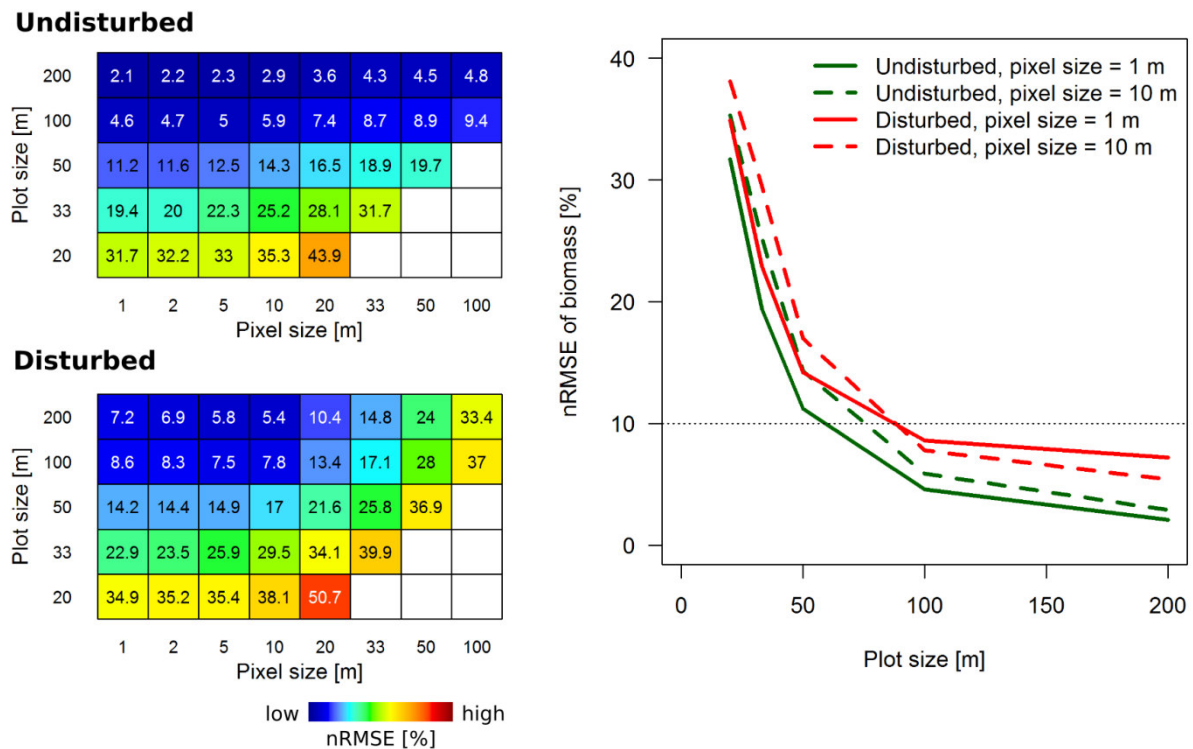 Undisturbed
Plot size [m]
200 2.1 2.2 2.3 2.9 3.6 4.3 4.5 4.8
100 4.6 4.7 5 5.9 7.4 8.7 8.9 9.4
50 11.2 11.6 12.5 14.3 16.5 18.9 19.7
33 19.4 20 22.3 25.2 28.1 31.7
20 31.7 32.2 33 35.3 43.9
1 2 5 10 20 33 50 100
Pixel size [m]
Disturbed
Plot size [m]
200 7.2 6.9 5.8 5.4 10.4 14.8 24 33.4
100 8.6 8.3 7.5 7.8 13.4 17.1 28 37
50 14.2 14.4 14.9 17 21.6 25.8 36.9
33 22.9 23.5 25.9 29.5 34.1 39.9
20 34.9 35.2 35.4 38.1 50.7
1 2 5 10 20 33 50 100
Pixel size [m]
low high
nRMSE [%]
nRMSE of biomass [%]
40
30
20
10
0
Undisturbed, pixel size = 1 m
Undisturbed, pixel size = 10 m
Disturbed, pixel size = 1 m
Disturbed, pixel size = 10 m
0 50 100 150 200
Plot size [m]